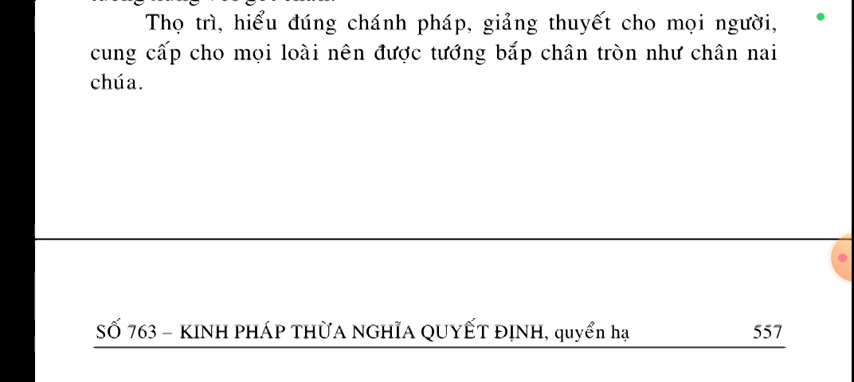 Thọ trì, hiểu đúng chánh pháp, giảng thuyết cho mọi người,
cung cấp cho mọi loài nên được tướng bắp chân tròn như chân nai
chúa.
SỐ 763 – KINH PHÁP THỪA NGHĨA QUYẾT ĐỊNH, quyển hạ 557